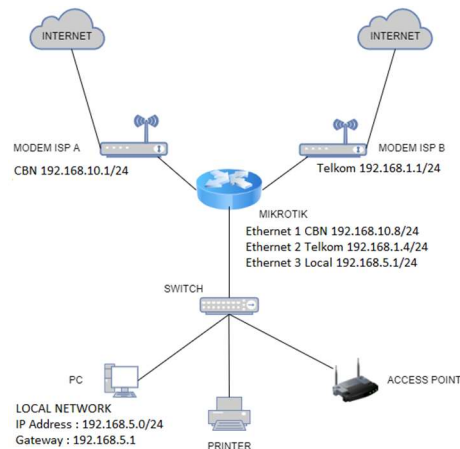 INTERNET
INTERNET
MODEM ISP A
MODEM ISP B
CBN 192.168.10.1/24
Telkom 192.168.1.1/24
MIKROTIK
Ethernet 1 CBN 192.168.10.8/24
Ethernet 2 Telkom 192.168.1.4/24
Ethernet 3 Local 192.168.5.1/24
SWITCH
PC
ACCESS POINT
LOCAL NETWORK
IP Address : 192.168.5.0/24
Gateway : 192.168.5.1
PRINTER